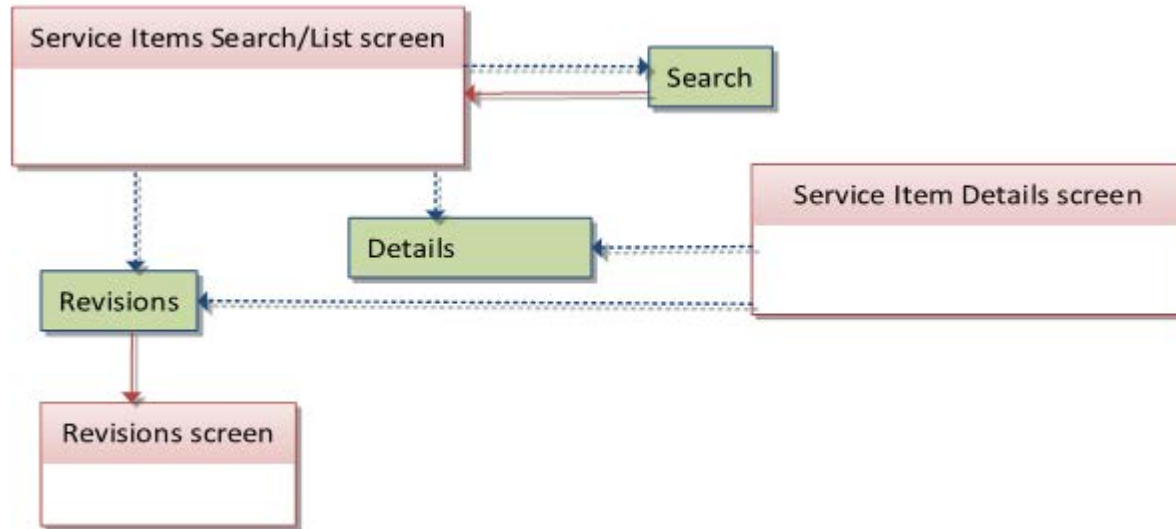 Service Items Search/List screen
Search
Service Item Details screen
Details
Revisions
Revisions screen